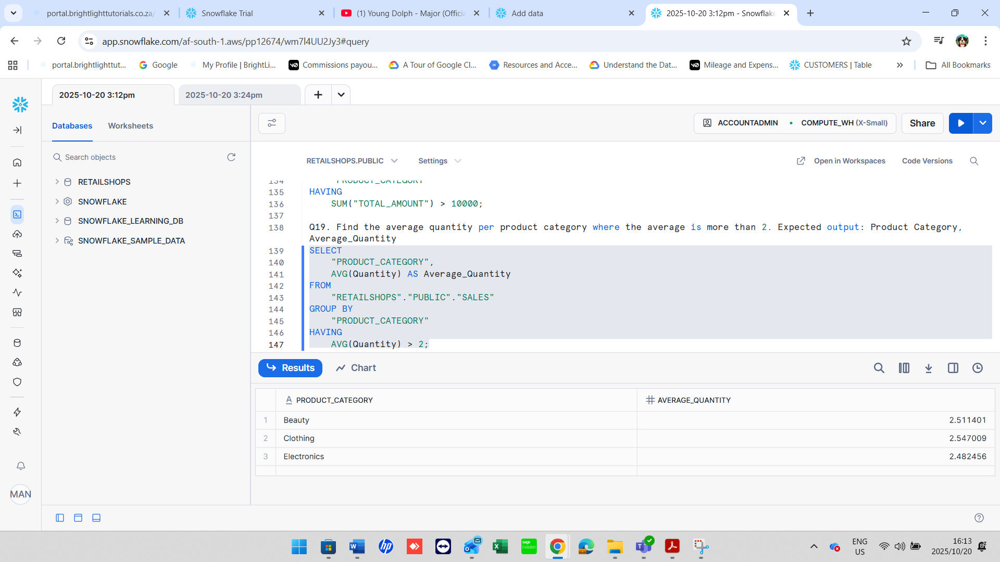 portal.brightlighttutorials.co.za/
Snowflake Trial
(1) Young Dolph - Major (Officia
Add data
2025-10-20 3:12pm - Snowflake
app.snowflake.com/af-south-1.aws/pp12674/wm7l4UU2Jy3#query
portal.brightlighttut...
Google
My Profile | BrightLi...
Commissions payou...
A Tour of Google Cl...
Resources and Acce...
Understand the Dat...
Mileage and Expens...
CUSTOMERS | Table
All Bookmarks
2025-10-20 3:12pm
2025-10-20 3:24pm
Databases
Worksheets
ACCOUNTADMIN
COMPUTE_WH (X-Small)
Share
Search objects
RETAILSHOPS
SNOWFLAKE
SNOWFLAKE_LEARNING_DB
SNOWFLAKE_SAMPLE_DATA
RETAILSHOPS.PUBLIC
Settings
Open in Workspaces
Code Versions
134 "PRODUCT_CATEGORY"
135 HAVING
136 SUM("TOTAL_AMOUNT") > 10000;
137
138 Q19. Find the average quantity per product category where the average is more than 2. Expected output: Product Category,
Average_Quantity
139 SELECT
140 "PRODUCT_CATEGORY",
141 AVG(Quantity) AS Average_Quantity
142 FROM
143 "RETAILSHOPS"."PUBLIC"."SALES"
144 GROUP BY
145 "PRODUCT_CATEGORY"
146 HAVING
147 AVG(Quantity) > 2;
Results
Chart
PRODUCT_CATEGORY AVERAGE_QUANTITY
1 Beauty 2.511401
2 Clothing 2.547009
3 Electronics 2.482456
MAN
ENG
US
16:13
2025/10/20